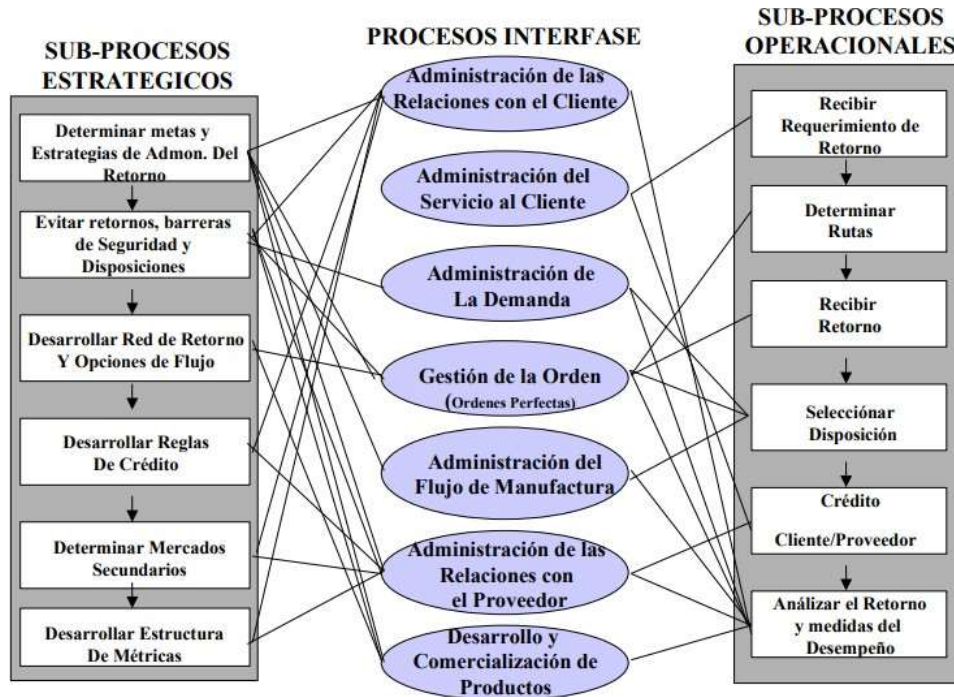 SUB-PROCESOS
ESTRATEGICOS
Determinar metas y
Estrategias de Admon. Del
Retorno
Evitar retornos, barreras
de Seguridad y
Disposiciones
Desarrollar Red de Retorno
Y Opciones de Flujo
Desarrollar Reglas
De Crédito
Determinar Mercados
Secundarios
Desarrollar Estructura
De Métricas
PROCESOS INTERFASE
Administración de las
Relaciones con el Cliente
Administración del
Servicio al Cliente
Administración de
La Demanda
Gestión de la Orden
(Ordenes Perfectas)
Administración del
Flujo de Manufactura
Administración de las
Relaciones con
el Proveedor
Desarrollo y
Comercialización de
Productos
SUB-PROCESOS
OPERACIONALES
Recibir
Requerimiento de
Retorno
Determinar
Rutas
Recibir
Retorno
Selecciónar
Disposición
Crédito
Cliente/Proveedor
Análizar el Retorno
y medidas del
Desempeño